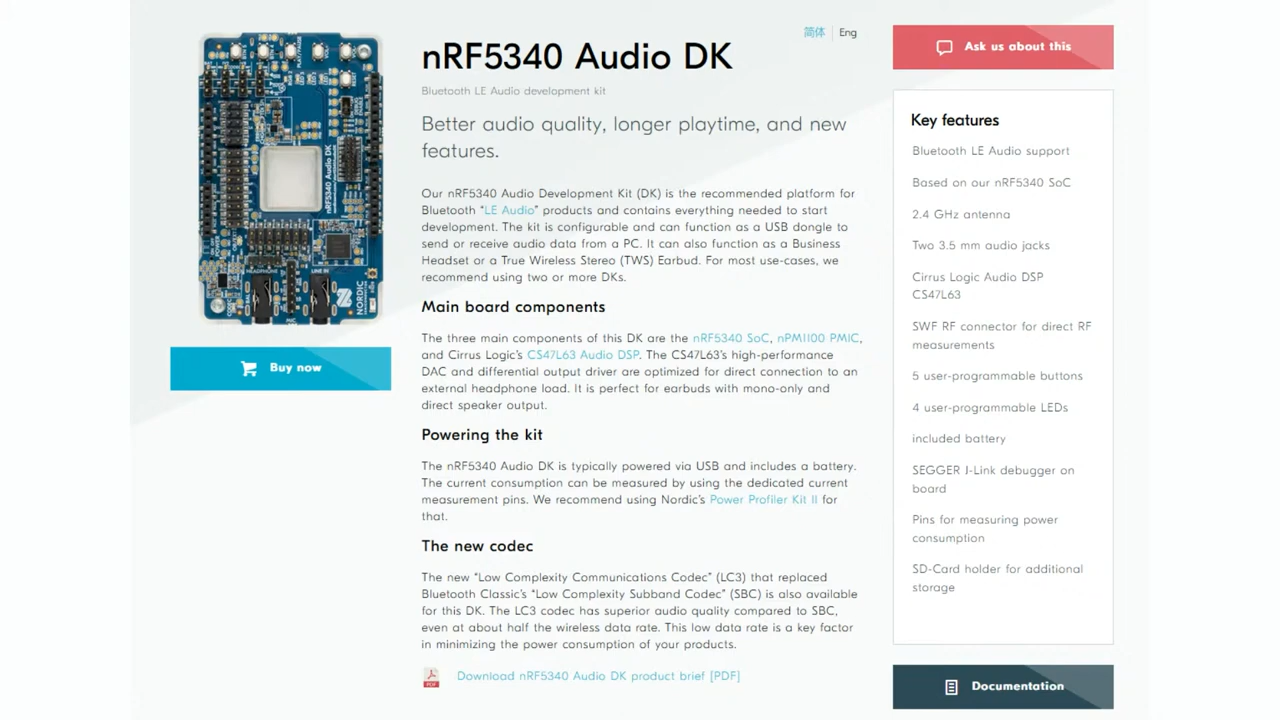 简体 Eng
nRF5340 Audio DK
Bluetooth LE Audio development kit
Better audio quality, longer playtime, and new
features.
Our nRF5340 Audio Development Kit (DK) is the recommended platform for
Bluetooth “LE Audio” products and contains everything needed to start
development. The kit is configurable and can function as a USB dongle to
send or receive audio data from a PC. It can also function as a Business
Headset or a True Wireless Stereo (TWS) Earbud. For most use-cases, we
recommend using two or more DKs.
Main board components
The three main components of this DK are the nRF5340 SoC, nPM1100 PMIC,
and Cirrus Logic's CS47L63 Audio DSP. The CS47L63's high-performance
DAC and differential output driver are optimized for direct connection to an
external headphone load. It is perfect for earbuds with mono-only and
direct speaker output.
Powering the kit
The nRF5340 Audio DK is typically powered via USB and includes a battery.
The current consumption can be measured by using the dedicated current
measurement pins. We recommend using Nordic's Power Profiler Kit II for
that.
The new codec
The new “Low Complexity Communications Codec” (LC3) that replaced
Bluetooth Classic's “Low Complexity Subband Codec” (SBC) is also available
for this DK. The LC3 codec has superior audio quality compared to SBC,
even at about half the wireless data rate. This low data rate is a key factor
in minimizing the power consumption of your products.
Download nRF5340 Audio DK product brief [PDF]
PDF
Buy now
nRF5340 Audio DK
PLAY/PAUSE
RESET
HEADPHONE
LINE IN
NORDIC
Ask us about this
Key features
Bluetooth LE Audio support
Based on our nRF5340 SoC
2.4 GHz antenna
Two 3.5 mm audio jacks
Cirrus Logic Audio DSP
CS47L63
SWF RF connector for direct RF
measurements
5 user-programmable buttons
4 user-programmable LEDs
included battery
SEGGER J-Link debugger on
board
Pins for measuring power
consumption
SD-Card holder for additional
storage
Documentation